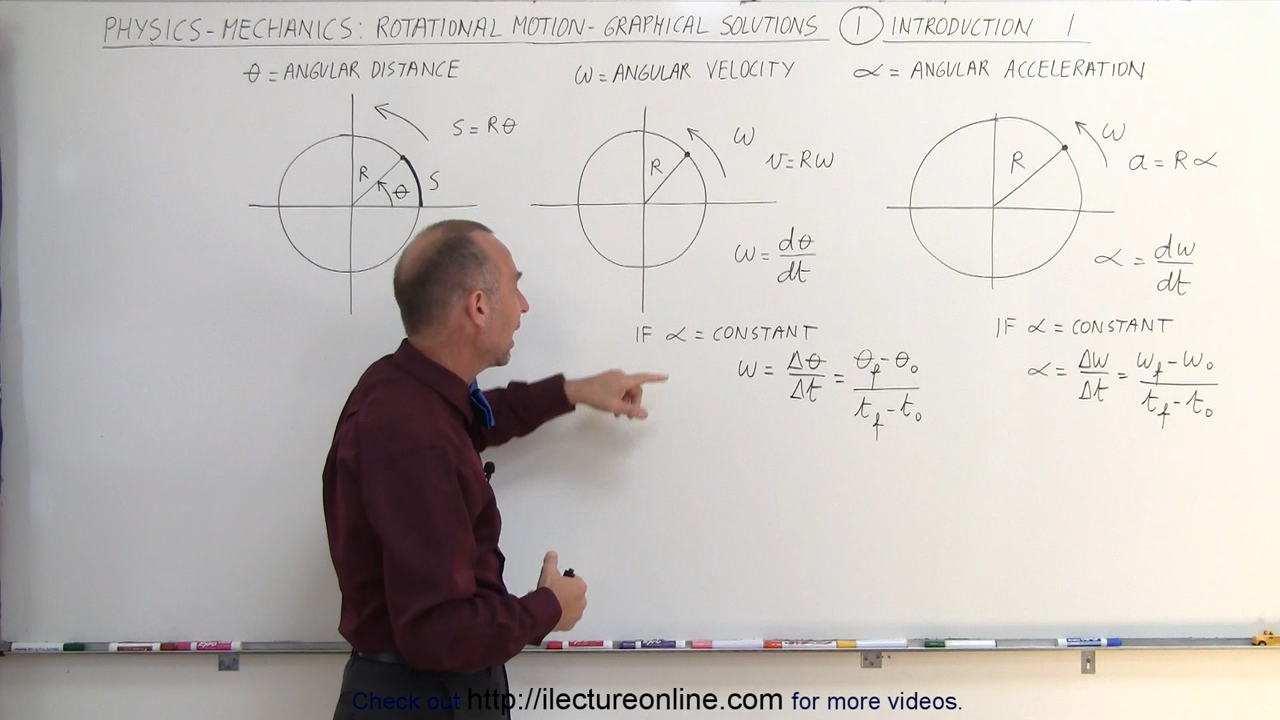 PHYSICS-MECHANICS: ROTATIONAL MOTION-GRAPHICAL SOLUTIONS ① INTRODUCTION 1
θ = ANGULAR DISTANCE
S = Rθ
R
θ
S
ω = ANGULAR VELOCITY
R
ω
v = Rω
ω = dθ/dt
IF α = CONSTANT
ω = Δθ/Δt = (θf - θ₀)/(tf - t₀)
α = ANGULAR ACCELERATION
R
ω
a = Rα
α = dω/dt
IF α = CONSTANT
α = Δω/Δt = (ωf - ω₀)/(tf - t₀)
Check out http://ilectureonline.com for more videos.